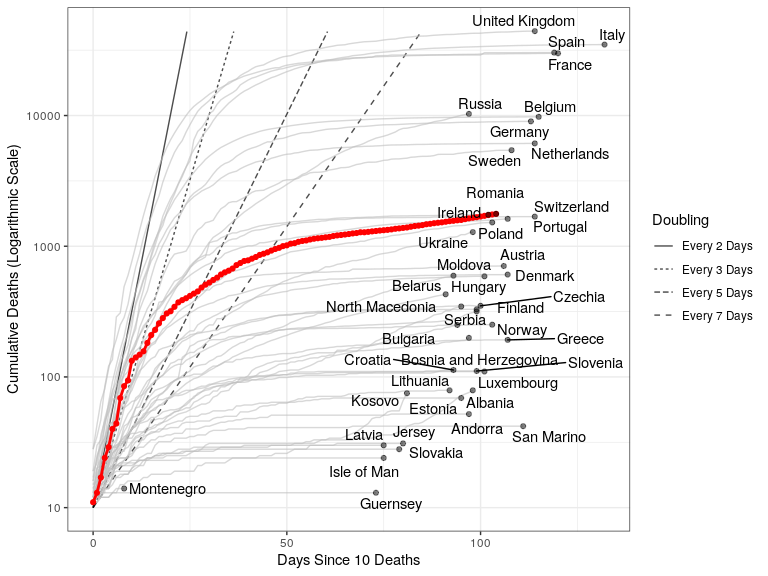 United Kingdom
Italy
Spain
France
Russia
Belgium
10000
Germany
Netherlands
Sweden
Romania
Ireland
Switzerland
Poland
Portugal
Ukraine
1000
Austria
Moldova
Denmark
Belarus
Hungary
Czechia
North Macedonia
Finland
Serbia
Norway
Bulgaria
Greece
Croatia
Bosnia and Herzegovina
Slovenia
100
Lithuania
Luxembourg
Kosovo
Albania
Estonia
Andorra
Latvia
Jersey
San Marino
Slovakia
Isle of Man
Montenegro
Guernsey
10
0
50
100
Days Since 10 Deaths
Cumulative Deaths (Logarithmic Scale)
Doubling
Every 2 Days
Every 3 Days
Every 5 Days
Every 7 Days